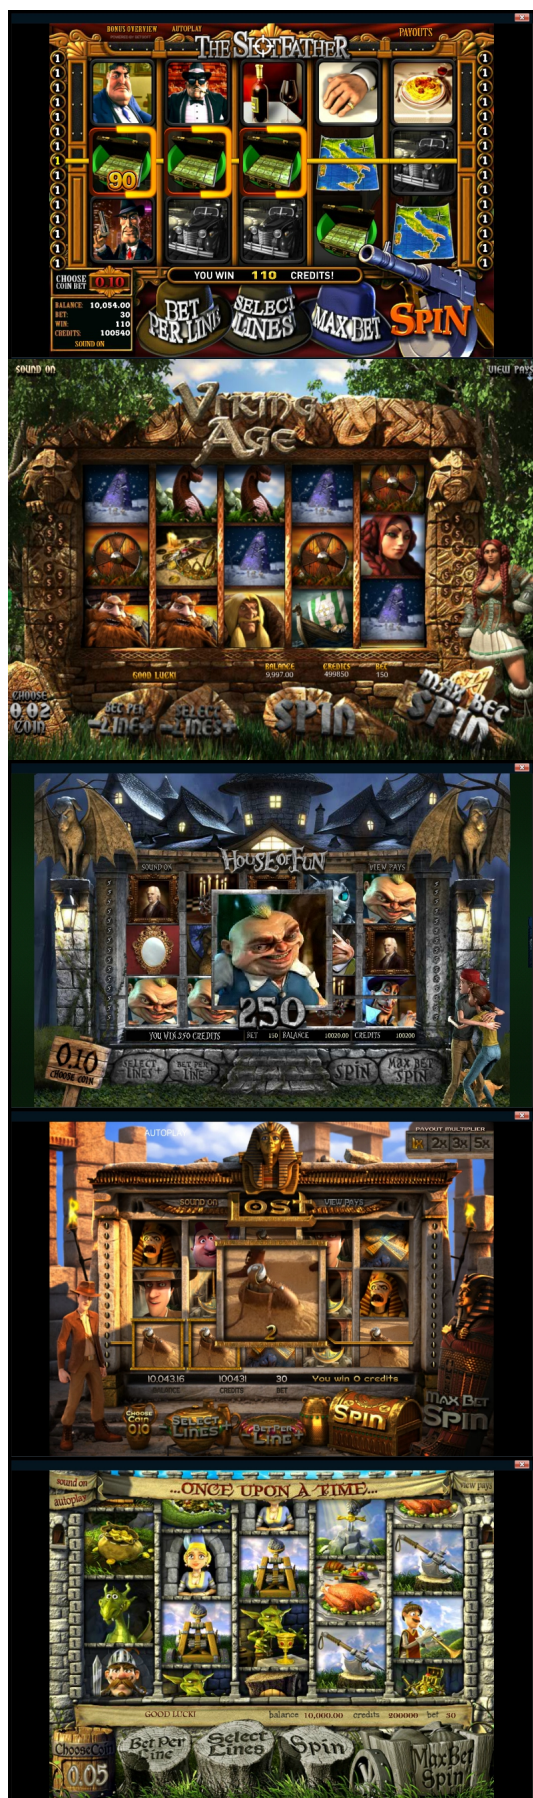 BONUS OVERVIEW AUTOPLAY PAYOUTS
THE SLOTFATHER
90
YOU WIN 110 CREDITS!
CHOOSE
COIN BET 0.10
BALANCE: 10,054.00
BET: 30
WIN: 110
CREDITS: 100540
SOUND ON
BET
PER LINE
SELECT
LINES
MAX BET
SPIN
SOUND ON VIEW PAYS
VIKING
AGE
GOOD LUCK!
BALANCE CREDITS BET
9,997.00 499850 150
CHOOSE
0.02
COIN
BET PER
-LINE+
SELECT
-LINES+
SPIN
MAX BET
SPIN
HOUSE OF FUN
SOUND ON VIEW PAYS
250
YOU WIN 350 CREDITS BET 150 BALANCE 10020.00 CREDITS 100200
0.10
CHOOSE COIN
SELECT
LINES+
BET PER
-LINE+
SPIN
MAX BET
SPIN
AUTOPLAY
PAYOUT MULTIPLIER
1X 2X 3X 5X
SOUND ON LOST VIEW PAYS
2
10,043.16 100431 30 You win 0 credits
BALANCE CREDITS BET
CHOOSE
COIN
010
-SELECT
LINES+
-BET PER
LINE+
SPIN
MAX BET
SPIN
sound on
autoplay
...ONCE UPON A TIME...
view pays
GOOD LUCK! balance 10,000.00 credits 200000 bet 30
Choose Coin
0.05
Bet Per
Line
Select
Lines
Spin
Max Bet
Spin